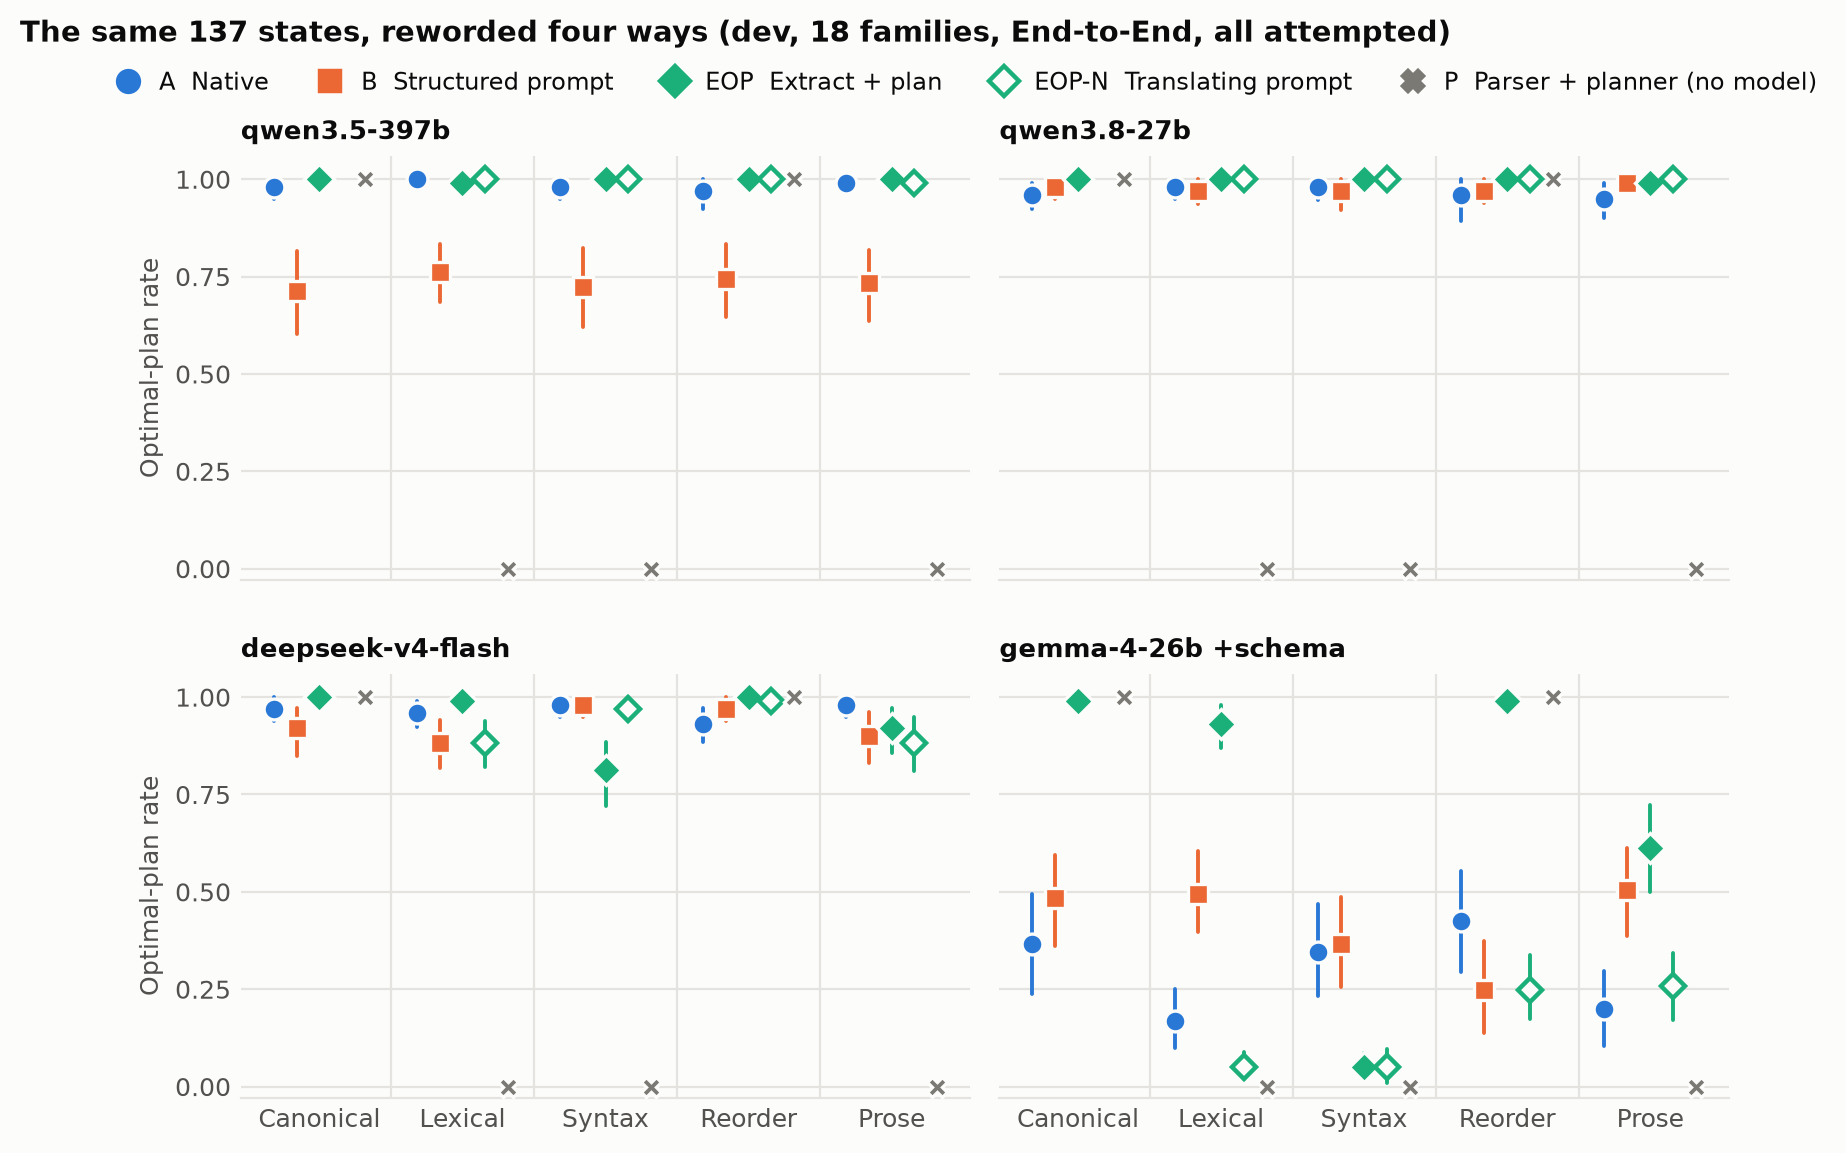 The same 137 states, reworded four ways (dev, 18 families, End-to-End, all attempted)
A Native B Structured prompt EOP Extract + plan EOP-N Translating prompt P Parser + planner (no model)
qwen3.5-397b
qwen3.8-27b
Optimal-plan rate
1.00
0.75
0.50
0.25
0.00
deepseek-v4-flash
gemma-4-26b +schema
Optimal-plan rate
1.00
0.75
0.50
0.25
0.00
Canonical Lexical Syntax Reorder Prose
Canonical Lexical Syntax Reorder Prose